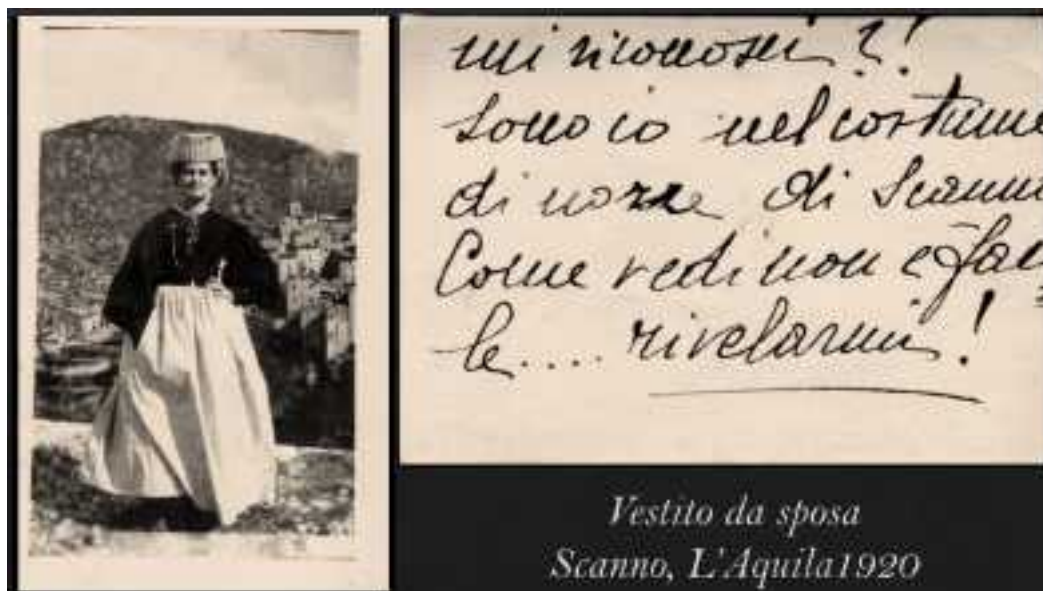 mi riconosci?!
sono io nel costume
di nozze di Scanno
Come vedi non è faci
le.... rivelarmi!
Vestito da sposa
Scanno, L'Aquila1920